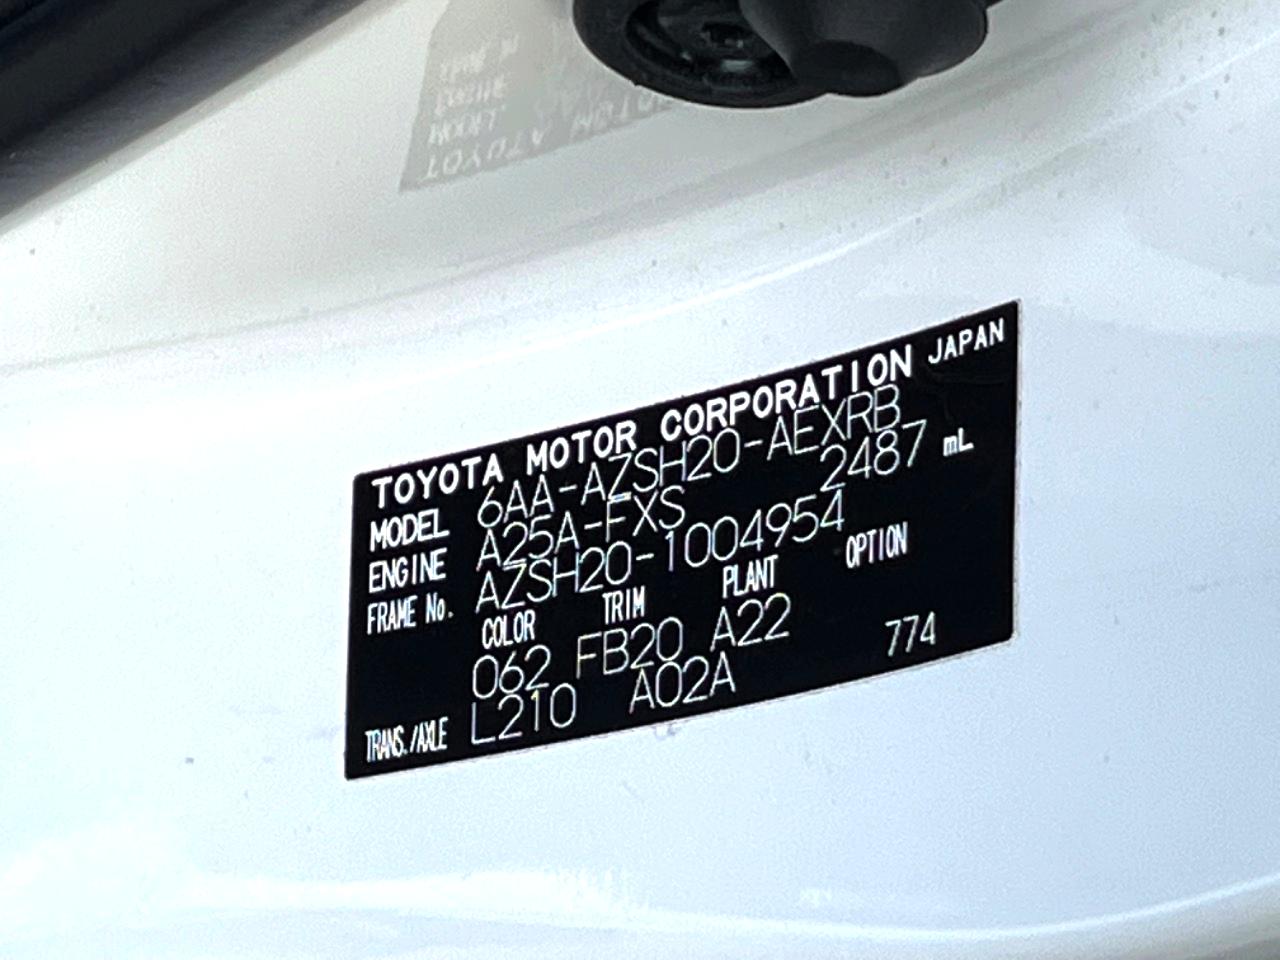 TOYOTA MOTOR CORPORATION JAPAN
MODEL 6AA-AZSH20-AEXRB
ENGINE A25A-FXS 2487 mL
FRAME No. AZSH20-1004954
COLOR TRIM PLANT OPTION
062 FB20 A22
TRANS./AXLE L210 A02A 774